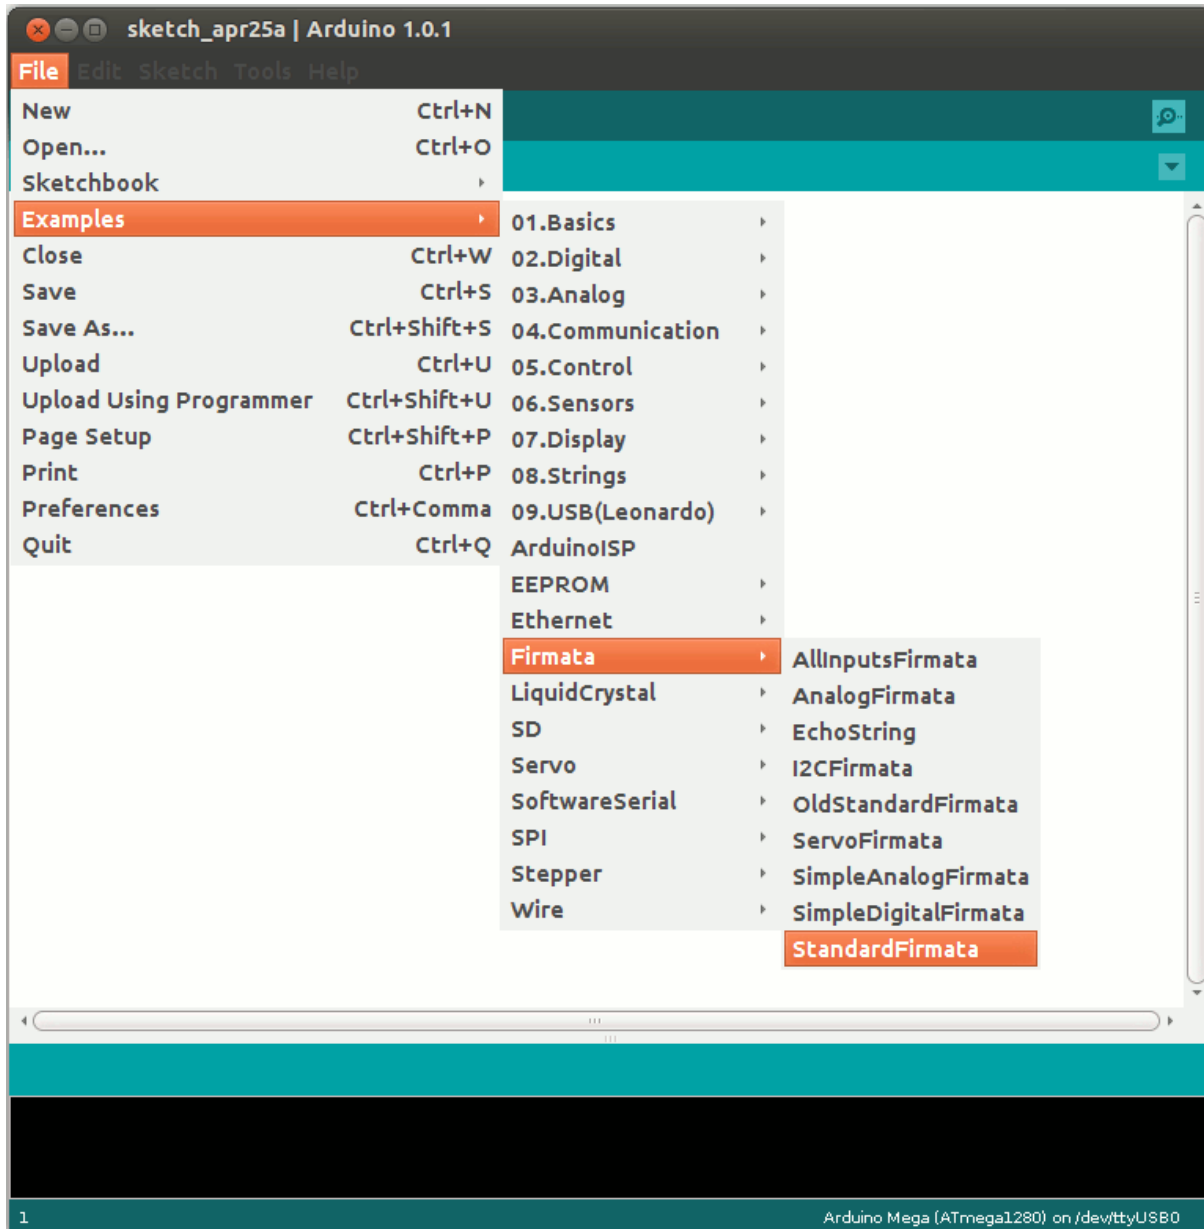 sketch_apr25a | Arduino 1.0.1
File Edit Sketch Tools Help
New Ctrl+N
Open... Ctrl+O
Sketchbook
Examples
Close Ctrl+W
Save Ctrl+S
Save As... Ctrl+Shift+S
Upload Ctrl+U
Upload Using Programmer Ctrl+Shift+U
Page Setup Ctrl+Shift+P
Print Ctrl+P
Preferences Ctrl+Comma
Quit Ctrl+Q
01.Basics
02.Digital
03.Analog
04.Communication
05.Control
06.Sensors
07.Display
08.Strings
09.USB(Leonardo)
ArduinoISP
EEPROM
Ethernet
Firmata
LiquidCrystal
SD
Servo
SoftwareSerial
SPI
Stepper
Wire
AllInputsFirmata
AnalogFirmata
EchoString
I2CFirmata
OldStandardFirmata
ServoFirmata
SimpleAnalogFirmata
SimpleDigitalFirmata
StandardFirmata
1 Arduino Mega (ATmega1280) on /dev/ttyUSB0